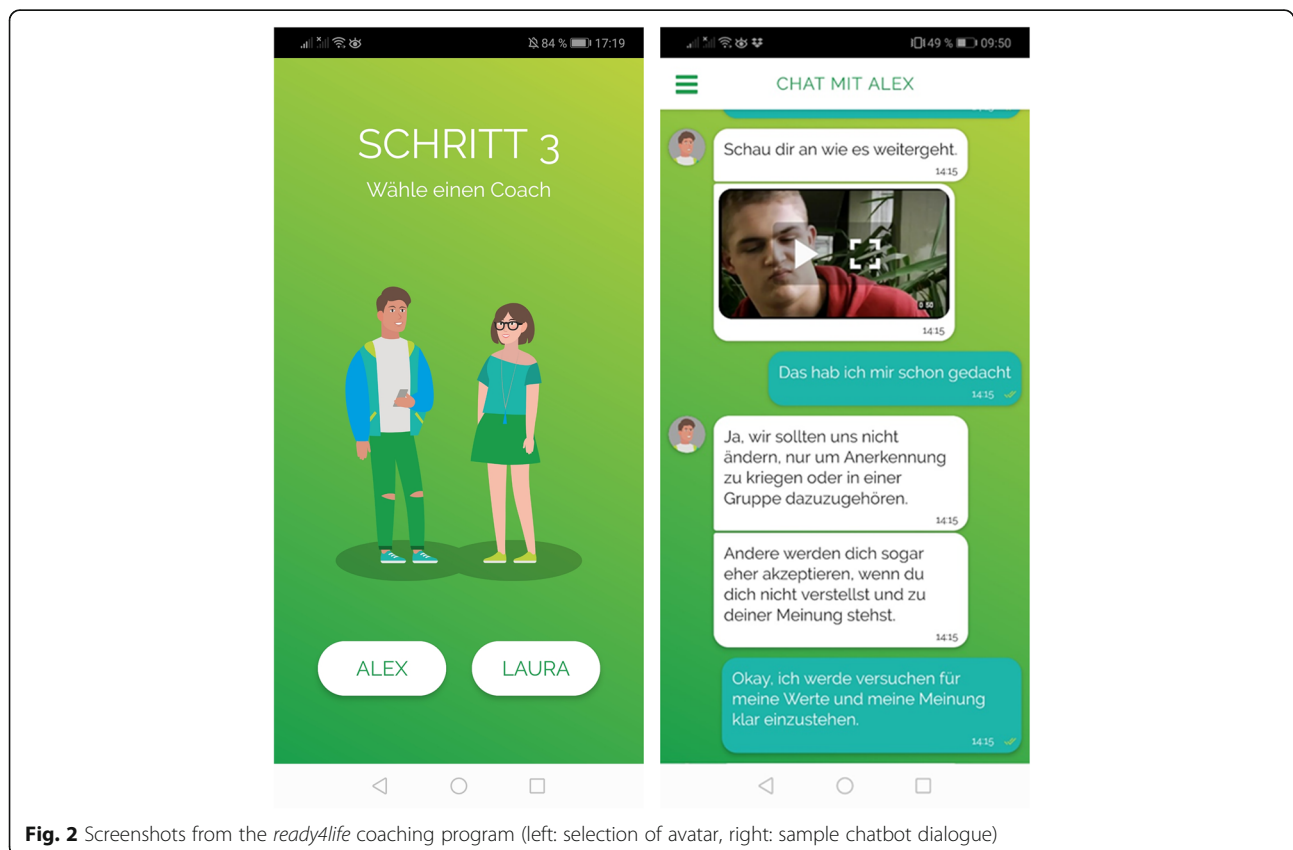 84 % 17:19
SCHRITT 3
Wähle einen Coach
ALEX
LAURA
49 % 09:50
CHAT MIT ALEX
Schau dir an wie es weitergeht.
14:15
0:50
14:15
Das hab ich mir schon gedacht
14:15
Ja, wir sollten uns nicht
ändern, nur um Anerkennung
zu kriegen oder in einer
Gruppe dazuzugehören.
14:15
Andere werden dich sogar
eher akzeptieren, wenn du
dich nicht verstellst und zu
deiner Meinung stehst.
14:15
Okay, ich werde versuchen für
meine Werte und meine Meinung
klar einzustehen.
14:15
Fig. 2 Screenshots from the ready4life coaching program (left: selection of avatar, right: sample chatbot dialogue)